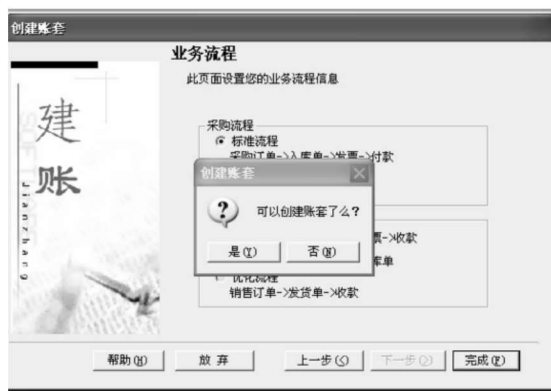 创建账套
业务流程
此页面设置您的业务流程信息
建
账
Jianzhang
采购流程
标准流程
采购订单->入库单->发票->付款
创建账套
可以创建账套了么?
是(Y)
否(N)
票->收款
库单
优化流程
销售订单->发货单->收款
帮助(H)
放 弃
上一步(<)
下一步(>)
完成(F)